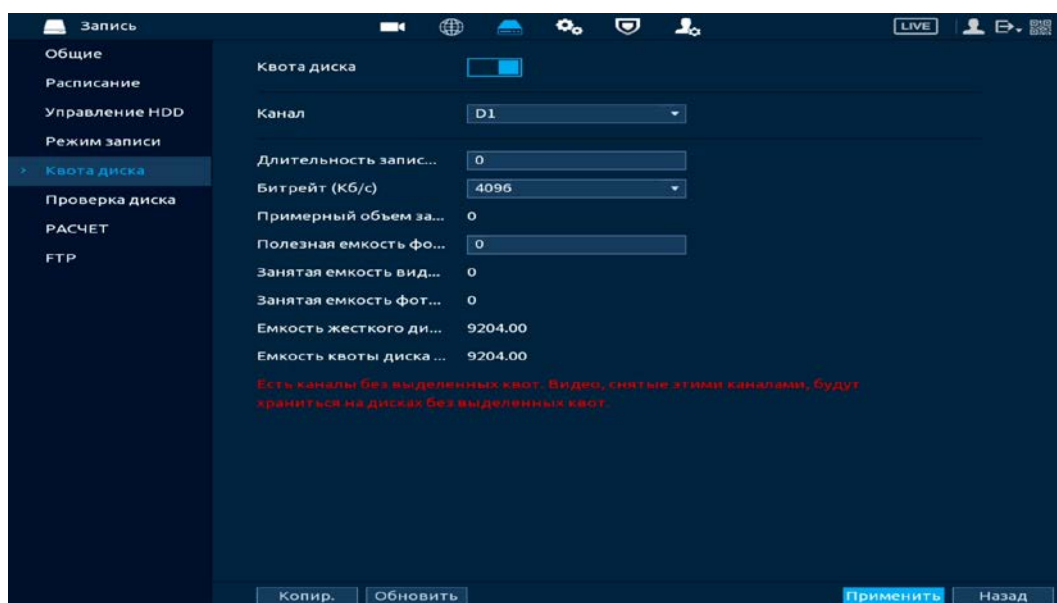 Запись
LIVE
Общие
Расписание
Управление HDD
Режим записи
Квота диска
Проверка диска
РАСЧЕТ
FTP
Квота диска
Канал D1
Длительность запис... 0
Битрейт (Кб/с) 4096
Примерный объем за... 0
Полезная емкость фо... 0
Занятая емкость вид... 0
Занятая емкость фот... 0
Емкость жесткого ди... 9204.00
Емкость квоты диска ... 9204.00
Есть каналы без выделенных квот. Видео, снятые этими каналами, будут
храниться на дисках без выделенных квот.
Копир. Обновить Применить Назад